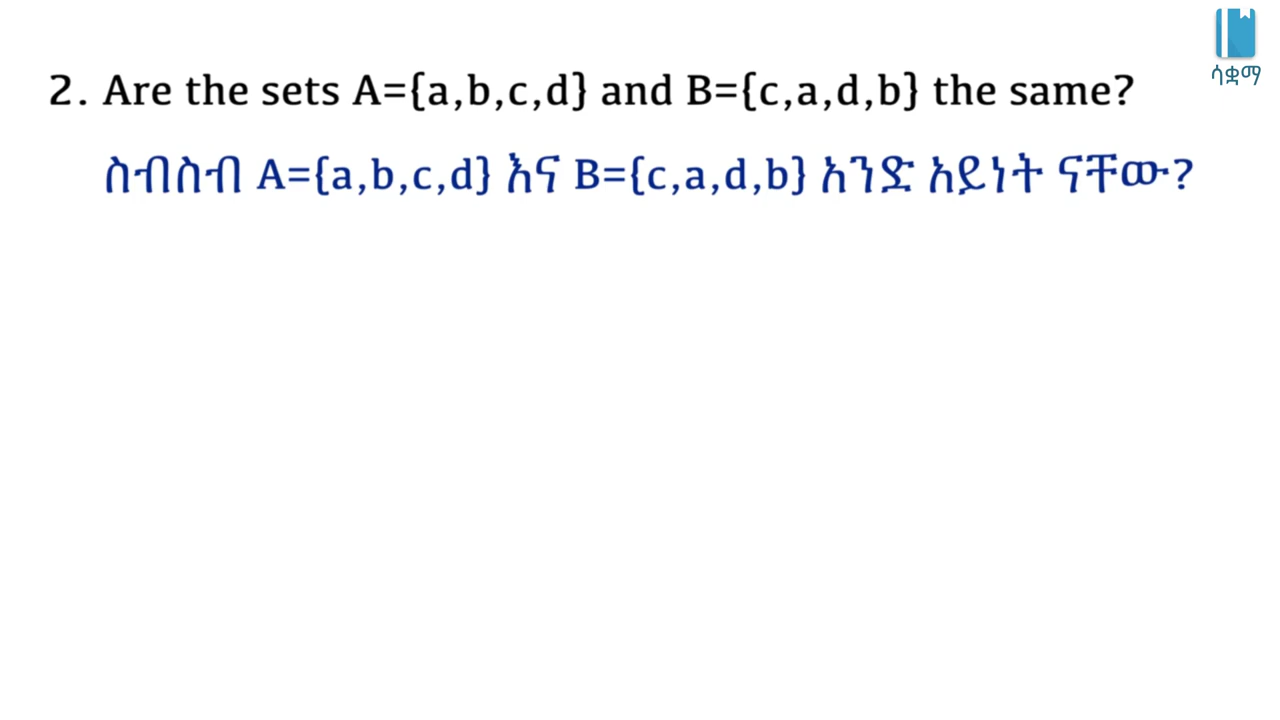 ሳቋማ
2. Are the sets A={a,b,c,d} and B={c,a,d,b} the same?
ስብስብ A={a,b,c,d} እና B={c,a,d,b} አንድ አይነት ናቸው?